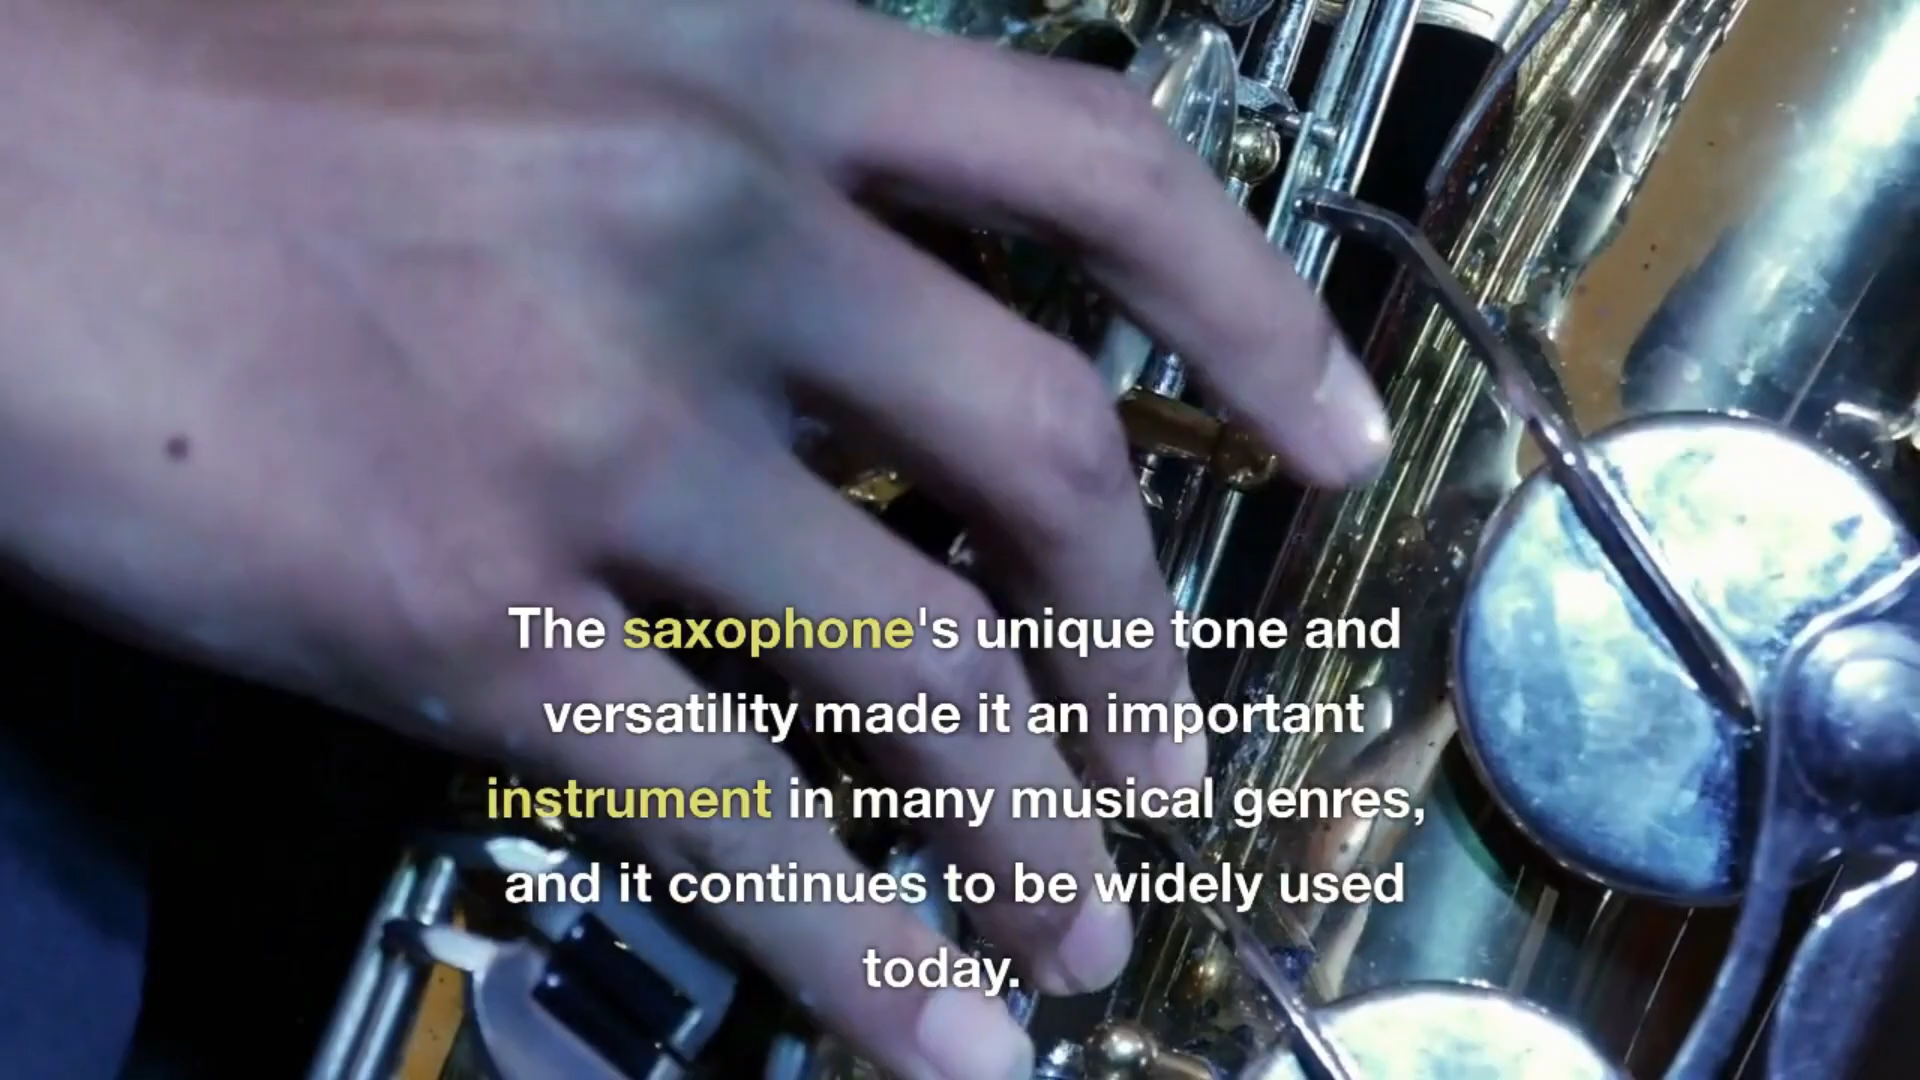 The saxophone's unique tone and
versatility made it an important
instrument in many musical genres,
and it continues to be widely used
today.